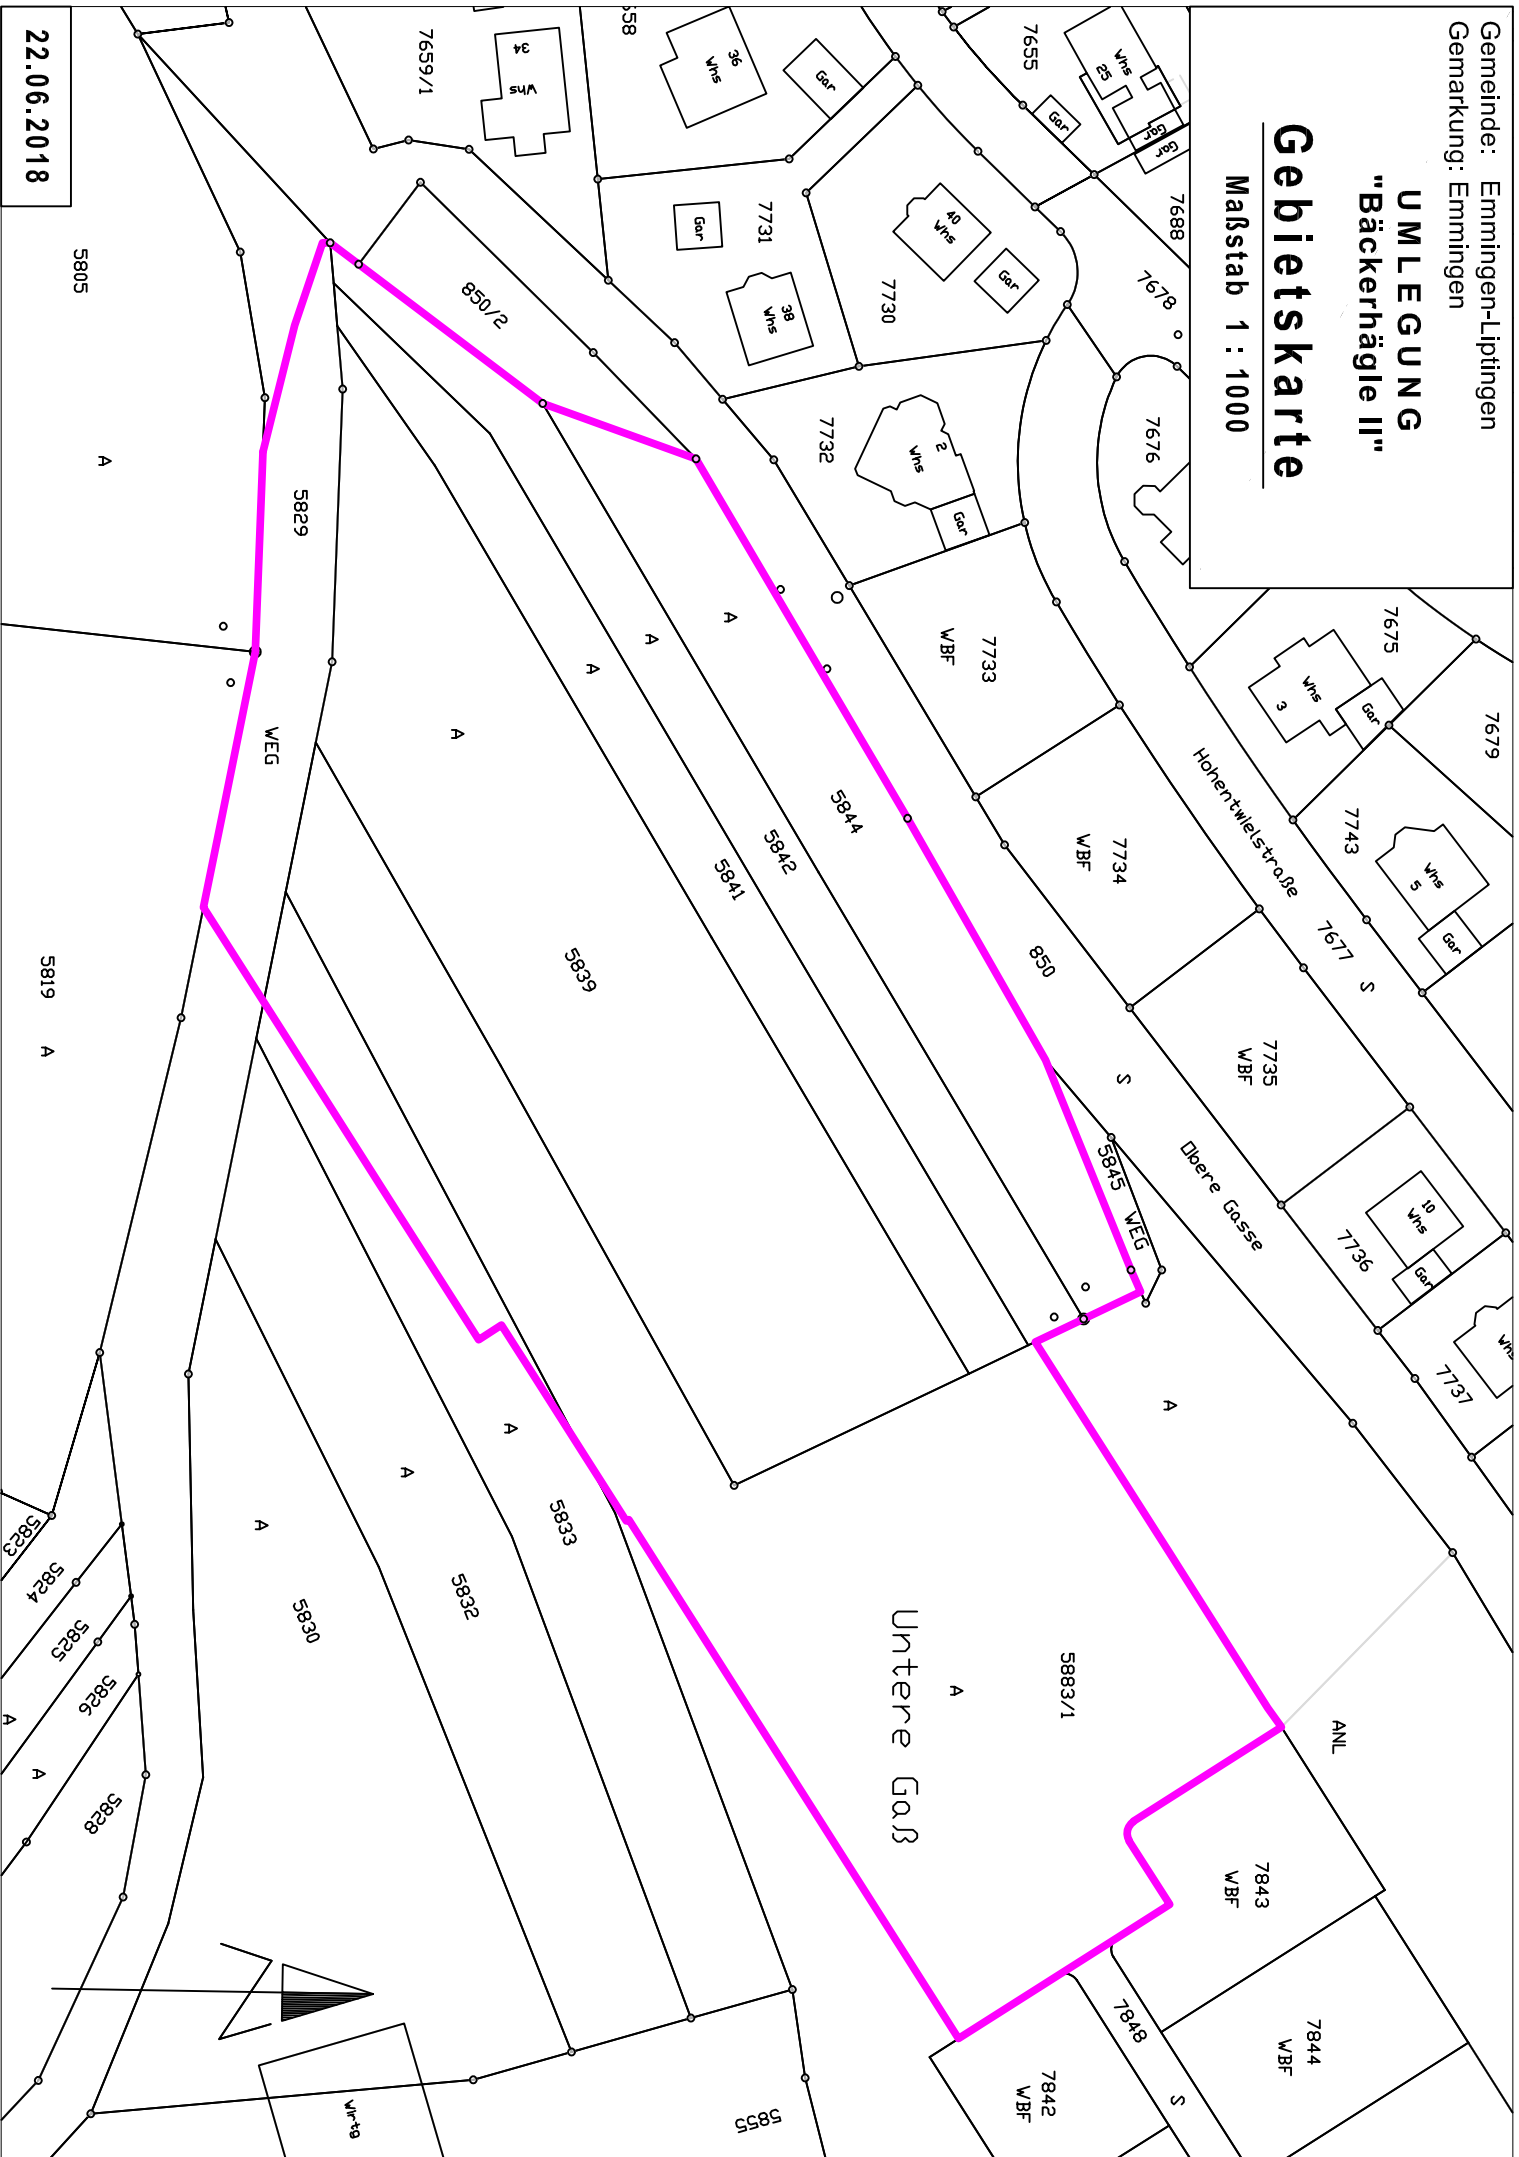 Gemeinde: Emmingen-Liptingen
Gemarkung: Emmingen
UMLEGUNG
"Bäckerhägle II"
Gebietskarte
Maßstab 1:1000
22.06.2018
7655
Whs
25
Gar
Gar
Gar
7688
7678
7676
7659/1
34
Whs
658
36
Whs
Gar
7731
Gar
38
Whs
40
Whs
Gar
7730
7732
2
Whs
Gar
850/2
7733
WBF
7734
WBF
7735
WBF
7736
10
Whs
Gar
7737
Whs
7675
Whs
3
Gar
7679
7743
Whs
5
Gar
Hohentwielstraße
7677
S
850
S
Obere Gasse
5845
WEG
5805
A
5829
WEG
5819
A
A
A
A
A
5844
5842
5841
5839
A
ANL
5883/1
A
Untere Gaß
A
5833
A
5832
A
5830
5823
5824
5825
5826
A
A
5828
7843
WBF
7844
WBF
7848
S
7842
WBF
5855
Wirtg
N